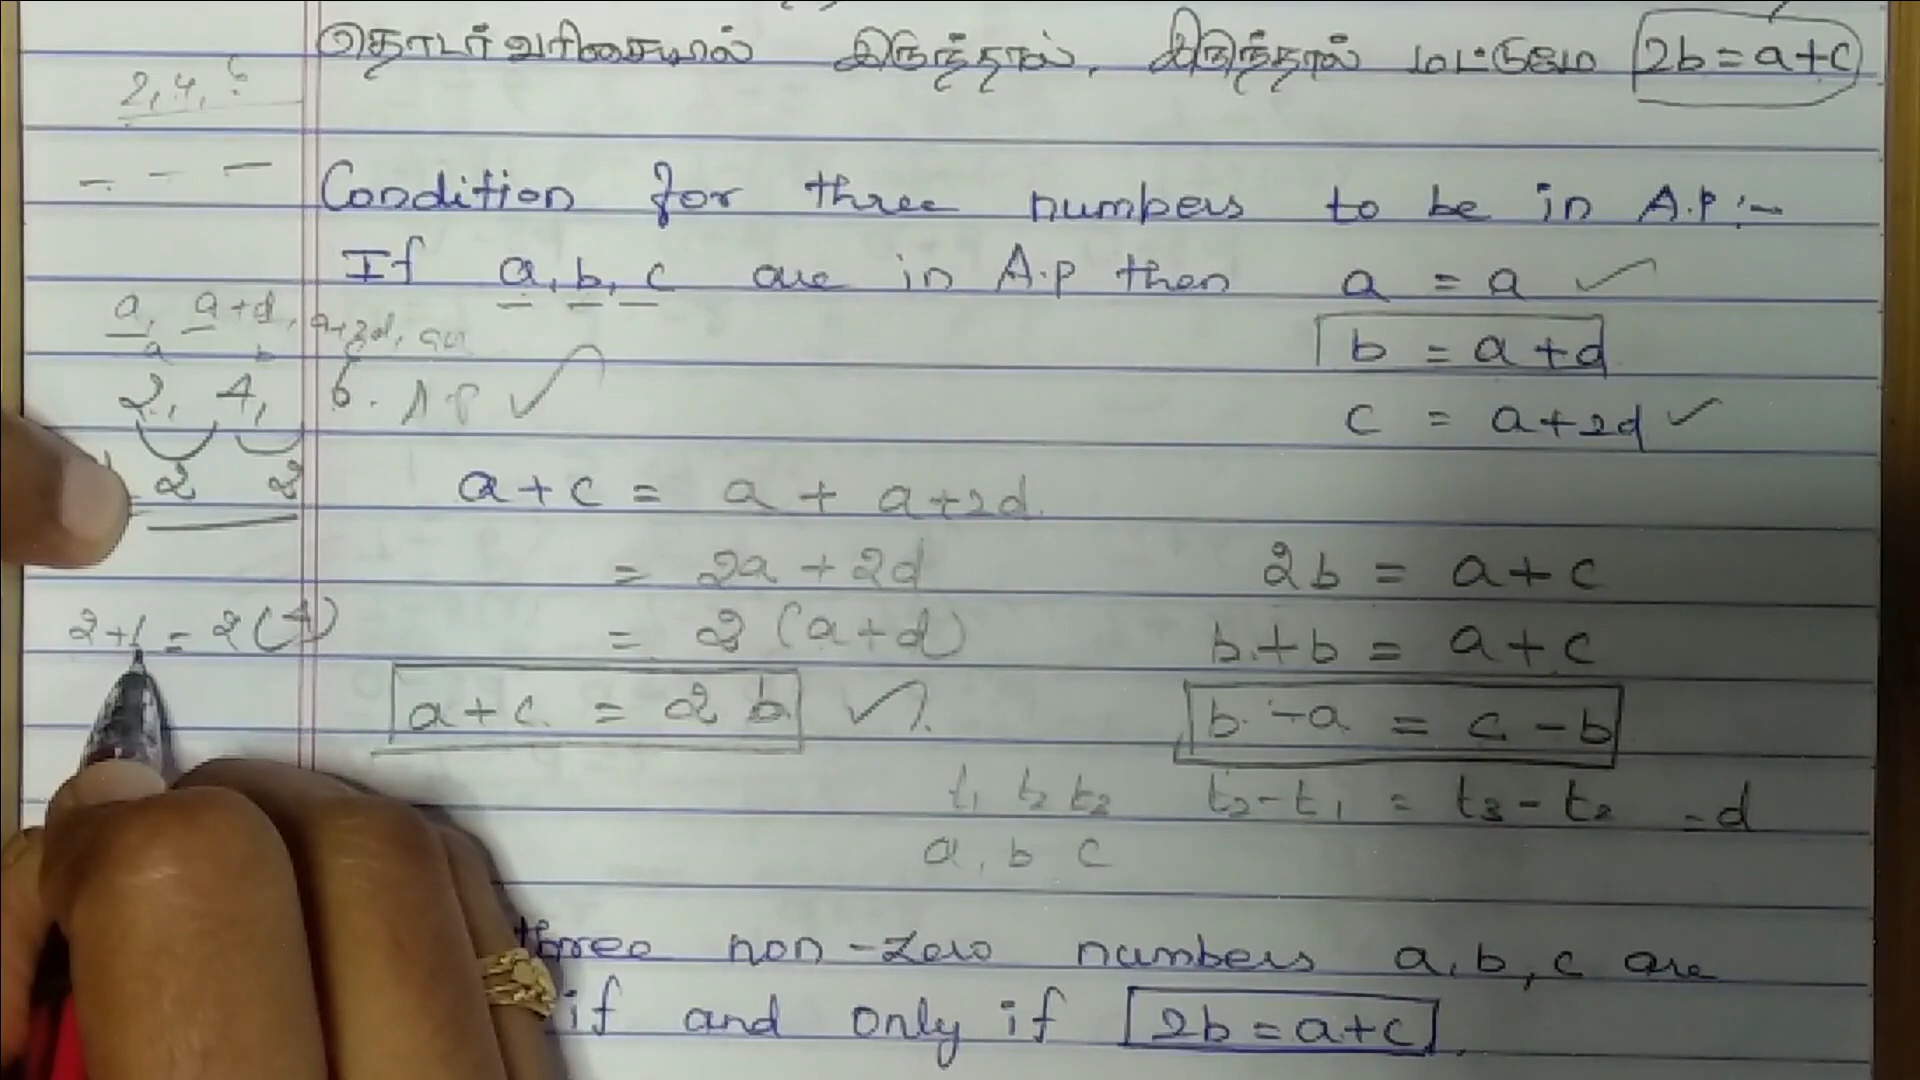 தொடர்வரிசையில் இருந்தால், இருந்தால் மட்டுமே 2b = a+c
2, 4, 6
Condition for three numbers to be in A.P :-
If a, b, c are in A.P then a = a ✓
a, a+d, a+2d,
b = a+d
a b
2, 4, 6. A P ✓
c = a+2d ✓
2 2
a+c = a + a+2d.
= 2a + 2d
2b = a+c
2+6 = 2(4)
= 2 (a+d)
b+b = a+c
a+c = 2 b ✓
b - a = c - b
t₁ t₂ t₂ t₂ - t₁ = t₃ - t₂ = d
a, b c
three non-zero numbers a, b, c are
if and only if 2b = a+c.